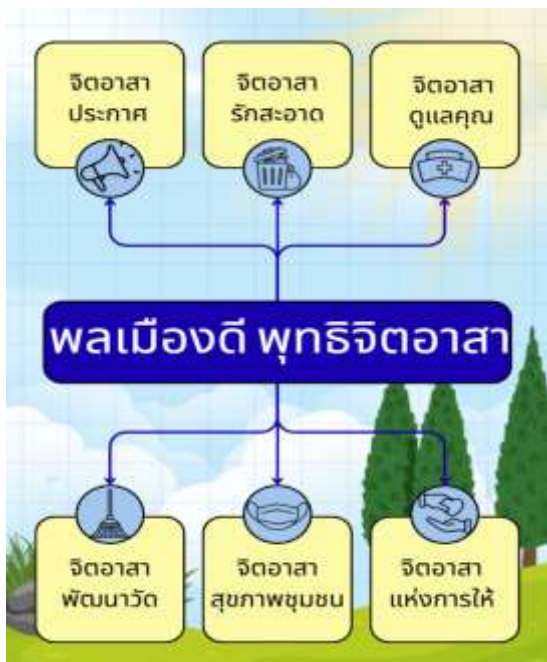 จิตอาสา
ประกาศ
จิตอาสา
รักสะอาด
จิตอาสา
ดูแลคุณ
พลเมืองดี พุทธิจิตอาสา
จิตอาสา
พัฒนาวัด
จิตอาสา
สุขภาพชุมชน
จิตอาสา
แห่งการให้